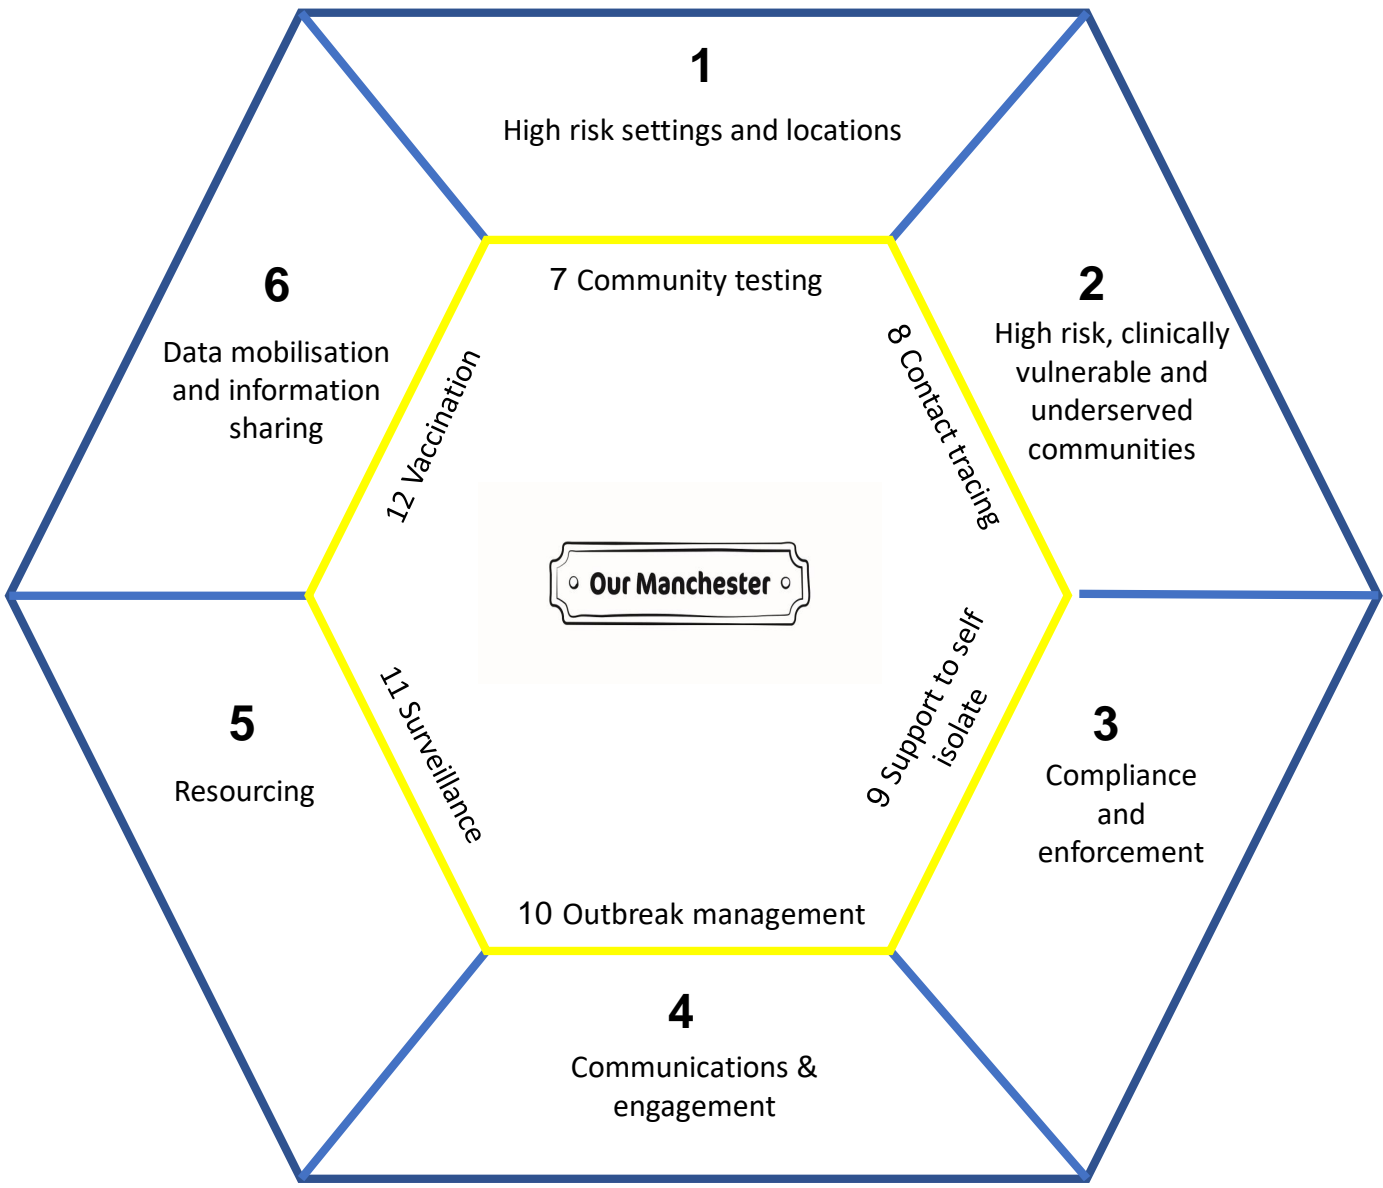 1
High risk settings and locations
2
High risk, clinically
vulnerable and
underserved
communities
3
Compliance
and
enforcement
4
Communications &
engagement
5
Resourcing
6
Data mobilisation
and information
sharing
7 Community testing
8 Contact tracing
9 Support to self
isolate
10 Outbreak management
11 Surveillance
12 Vaccination
Our Manchester